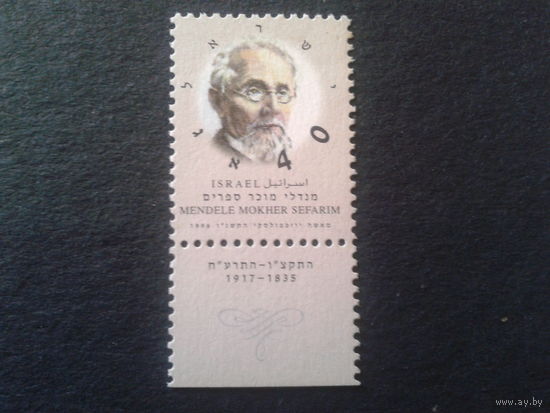 ישראל
א 40
ISRAEL اسرائيل
מנדלי מוכר ספרים
MENDELE MOKHER SEFARIM
התקצ"ו-התרע"ח
1917-1835
www.ay.by